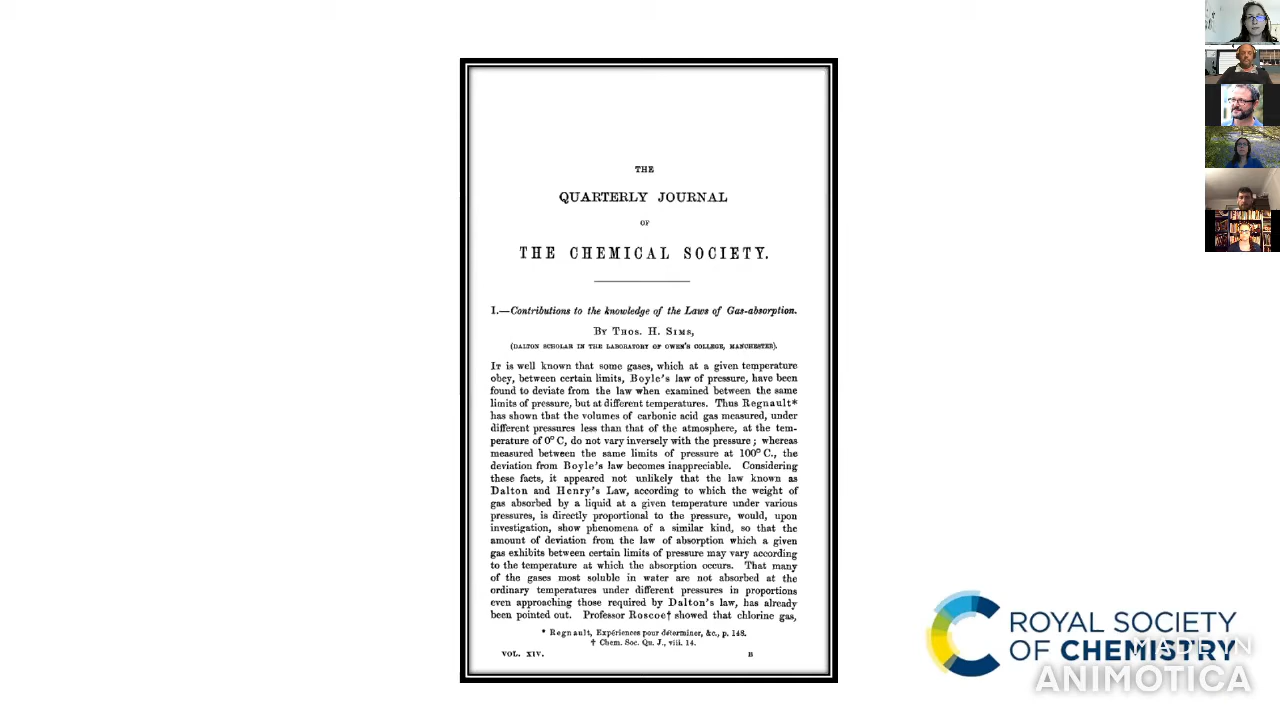 THE
QUARTERLY JOURNAL
OF
THE CHEMICAL SOCIETY.
I.—Contributions to the knowledge of the Laws of Gas-absorption.
BY THOS. H. SIMS,
(DALTON SCHOLAR IN THE LABORATORY OF OWEN'S COLLEGE, MANCHESTER).
IT is well known that some gases, which at a given temperature
obey, between certain limits, Boyle's law of pressure, have been
found to deviate from the law when examined between the same
limits of pressure, but at different temperatures. Thus Regnault*
has shown that the volumes of carbonic acid gas measured, under
different pressures less than that of the atmosphere, at the tem-
perature of 0° C, do not vary inversely with the pressure; whereas
measured between the same limits of pressure at 100° C., the
deviation from Boyle's law becomes inappreciable. Considering
these facts, it appeared not unlikely that the law known as
Dalton and Henry's Law, according to which the weight of
gas absorbed by a liquid at a given temperature under various
pressures, is directly proportional to the pressure, would, upon
investigation, show phenomena of a similar kind, so that the
amount of deviation from the law of absorption which a given
gas exhibits between certain limits of pressure may vary according
to the temperature at which the absorption occurs. That many
of the gases most soluble in water are not absorbed at the
ordinary temperatures under different pressures in proportions
even approaching those required by Dalton's law, has already
been pointed out. Professor Roscoe† showed that chlorine gas,
* Regnault, Expériences pour déterminer, &c., p. 148.
† Chem. Soc. Qu. J., viii. 14.
VOL. XIV. B
ROYAL SOCIETY
OF CHEMISTRY
MADE IN
ANIMOTICA